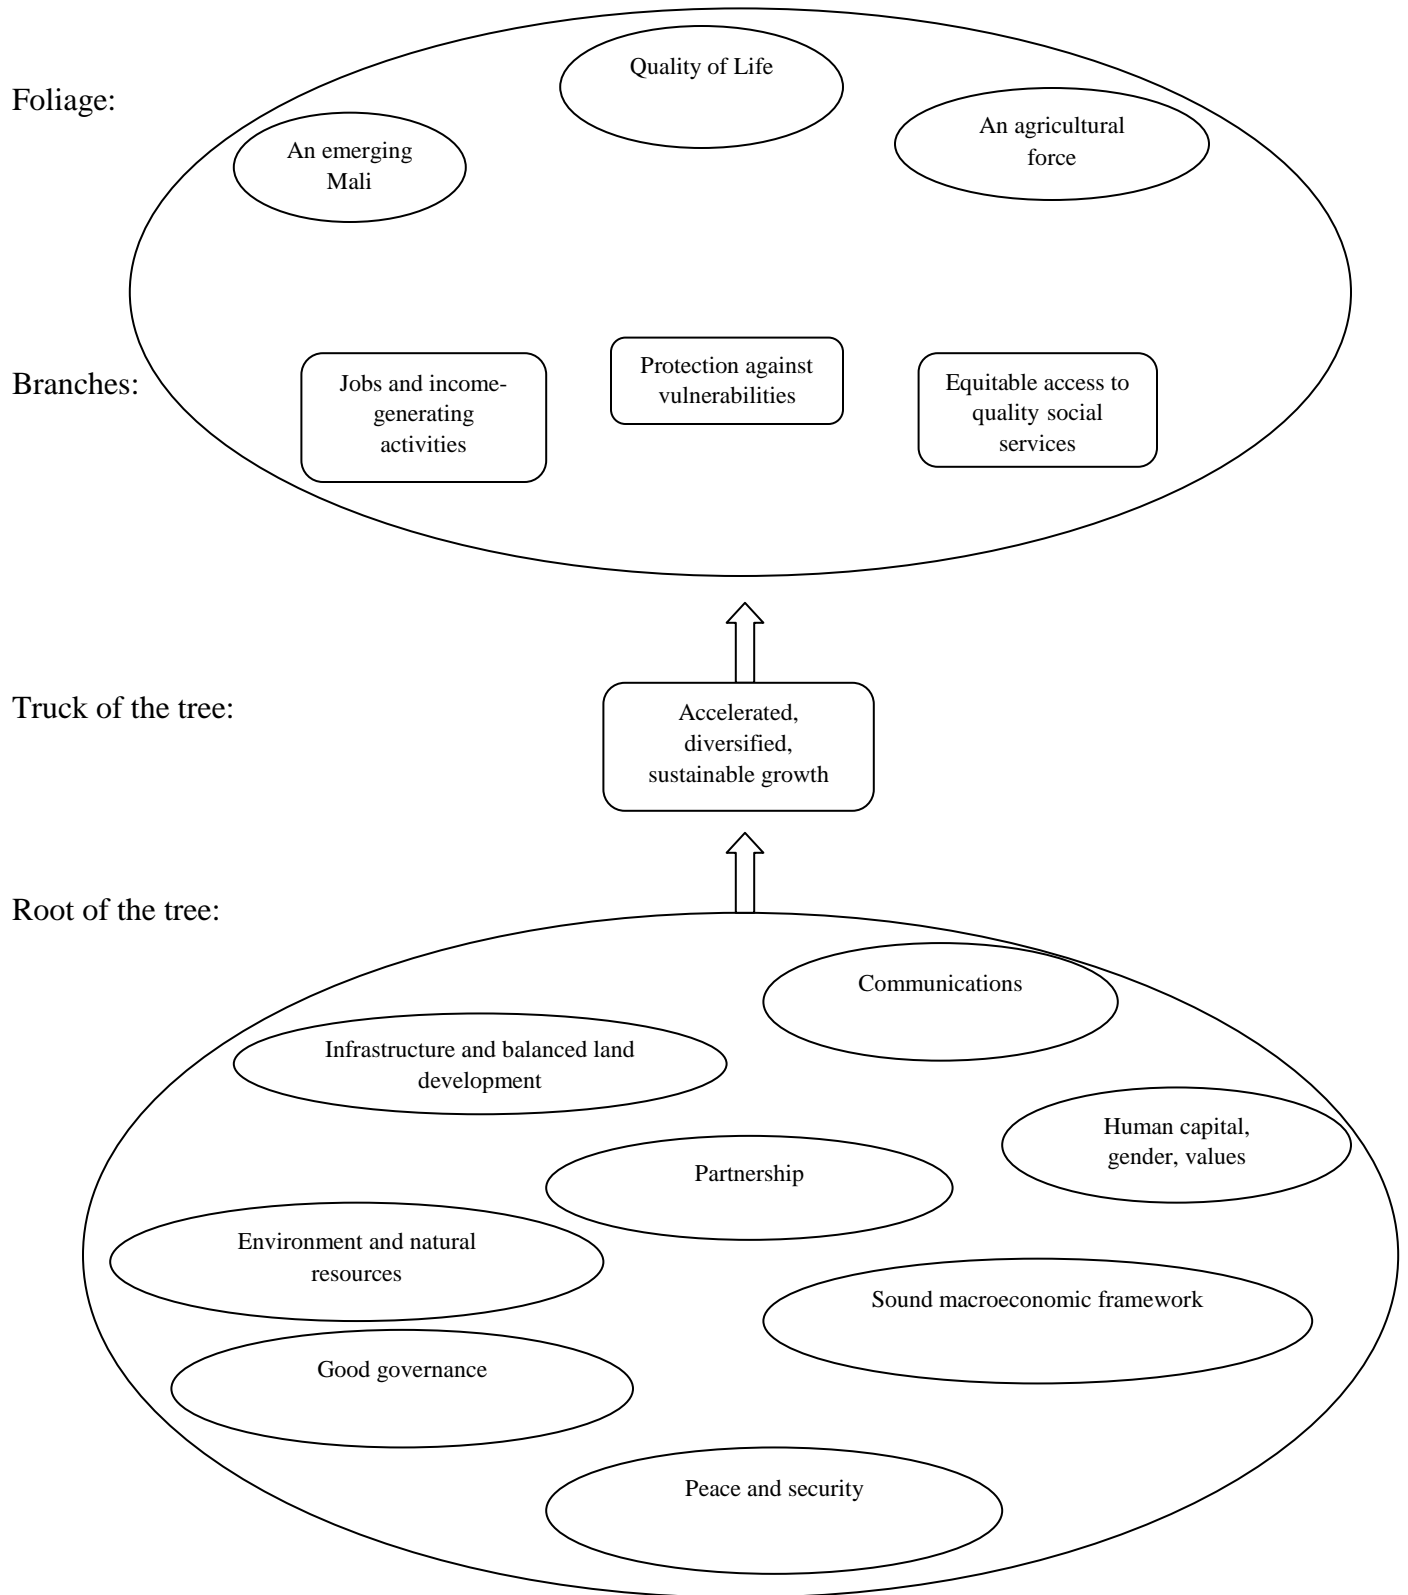 Foliage:
Quality of Life
An agricultural
force
An emerging
Mali
Branches:
Jobs and income-
generating
activities
Protection against
vulnerabilities
Equitable access to
quality social
services
Truck of the tree:
Accelerated,
diversified,
sustainable growth
Root of the tree:
Communications
Infrastructure and balanced land
development
Human capital,
gender, values
Partnership
Environment and natural
resources
Sound macroeconomic framework
Good governance
Peace and security